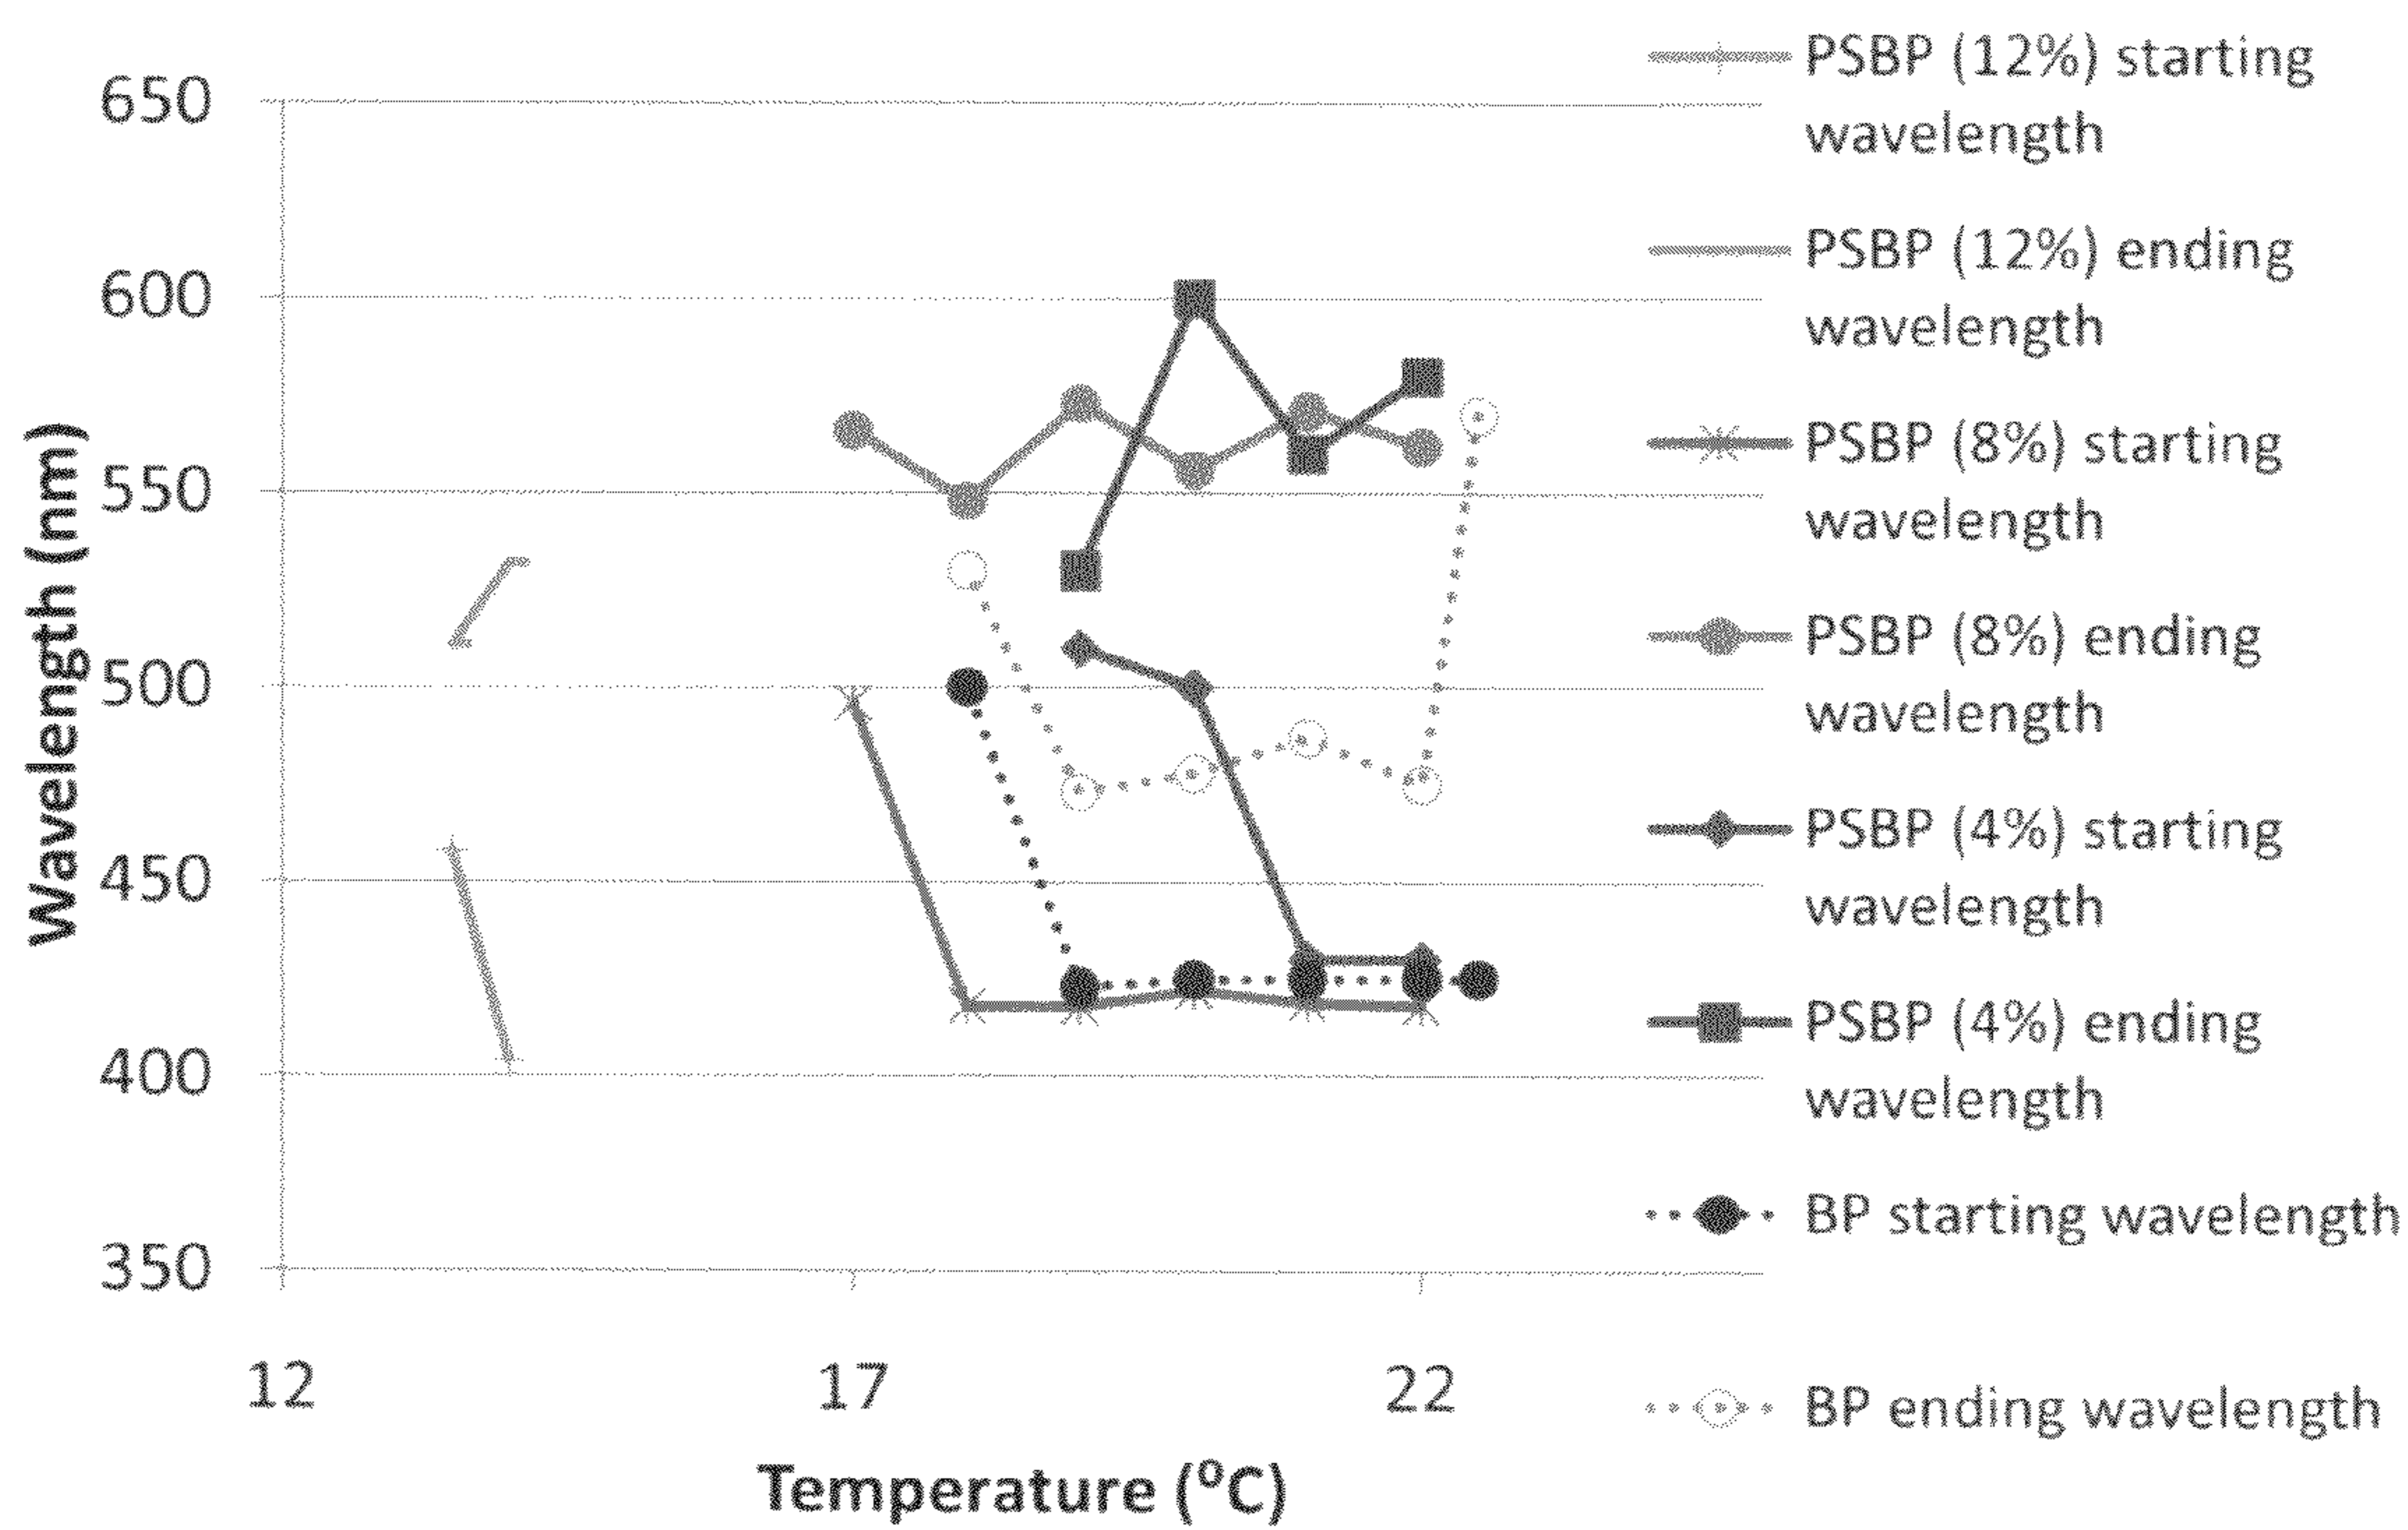 650
600
550
500
450
400
350
Wavelength (nm)
12
17
22
Temperature (⁰C)
PSBP (12%) starting
wavelength
PSBP (12%) ending
wavelength
PSBP (8%) starting
wavelength
PSBP (8%) ending
wavelength
PSBP (4%) starting
wavelength
PSBP (4%) ending
wavelength
BP starting wavelength
BP ending wavelength